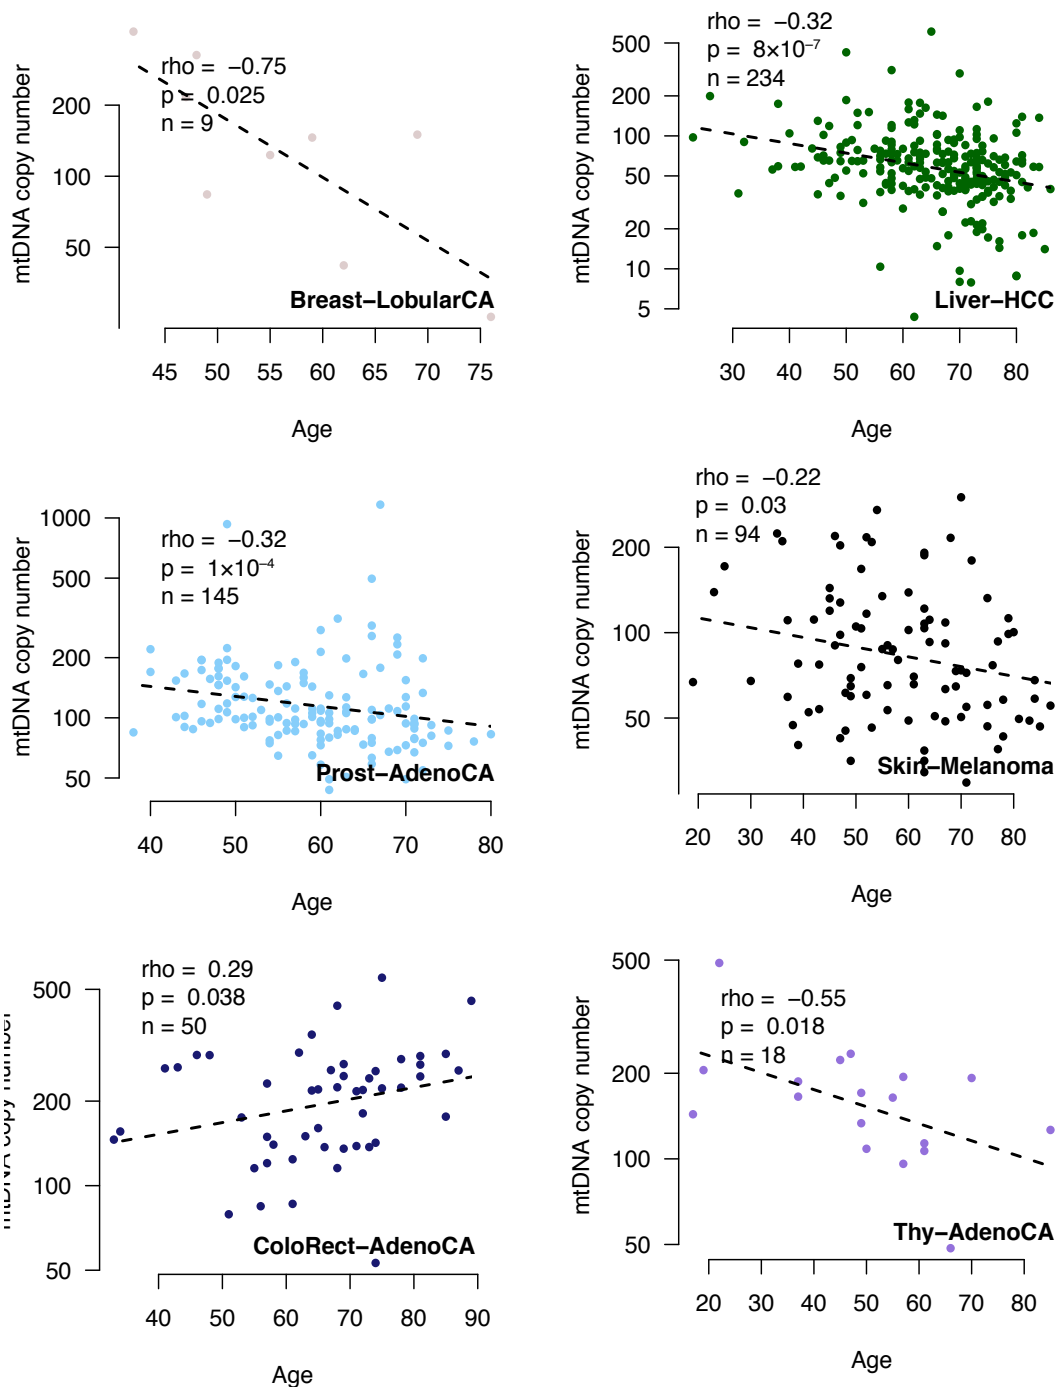 rho = −0.75
p = 0.025
n = 9
mtDNA copy number
200
100
50
Breast−LobularCA
45 50 55 60 65 70 75
Age
rho = −0.32
p = 8×10⁻⁷
n = 234
mtDNA copy number
500
200
100
50
20
10
5
Liver−HCC
30 40 50 60 70 80
Age
rho = −0.32
p = 1×10⁻⁴
n = 145
mtDNA copy number
1000
500
200
100
50
Prost−AdenoCA
40 50 60 70 80
Age
rho = −0.22
p = 0.03
n = 94
mtDNA copy number
200
100
50
Skin−Melanoma
20 30 40 50 60 70 80
Age
rho = 0.29
p = 0.038
n = 50
mtDNA copy number
500
200
100
50
ColoRect−AdenoCA
40 50 60 70 80 90
Age
rho = −0.55
p = 0.018
n = 18
mtDNA copy number
500
200
100
50
Thy−AdenoCA
20 30 40 50 60 70 80
Age